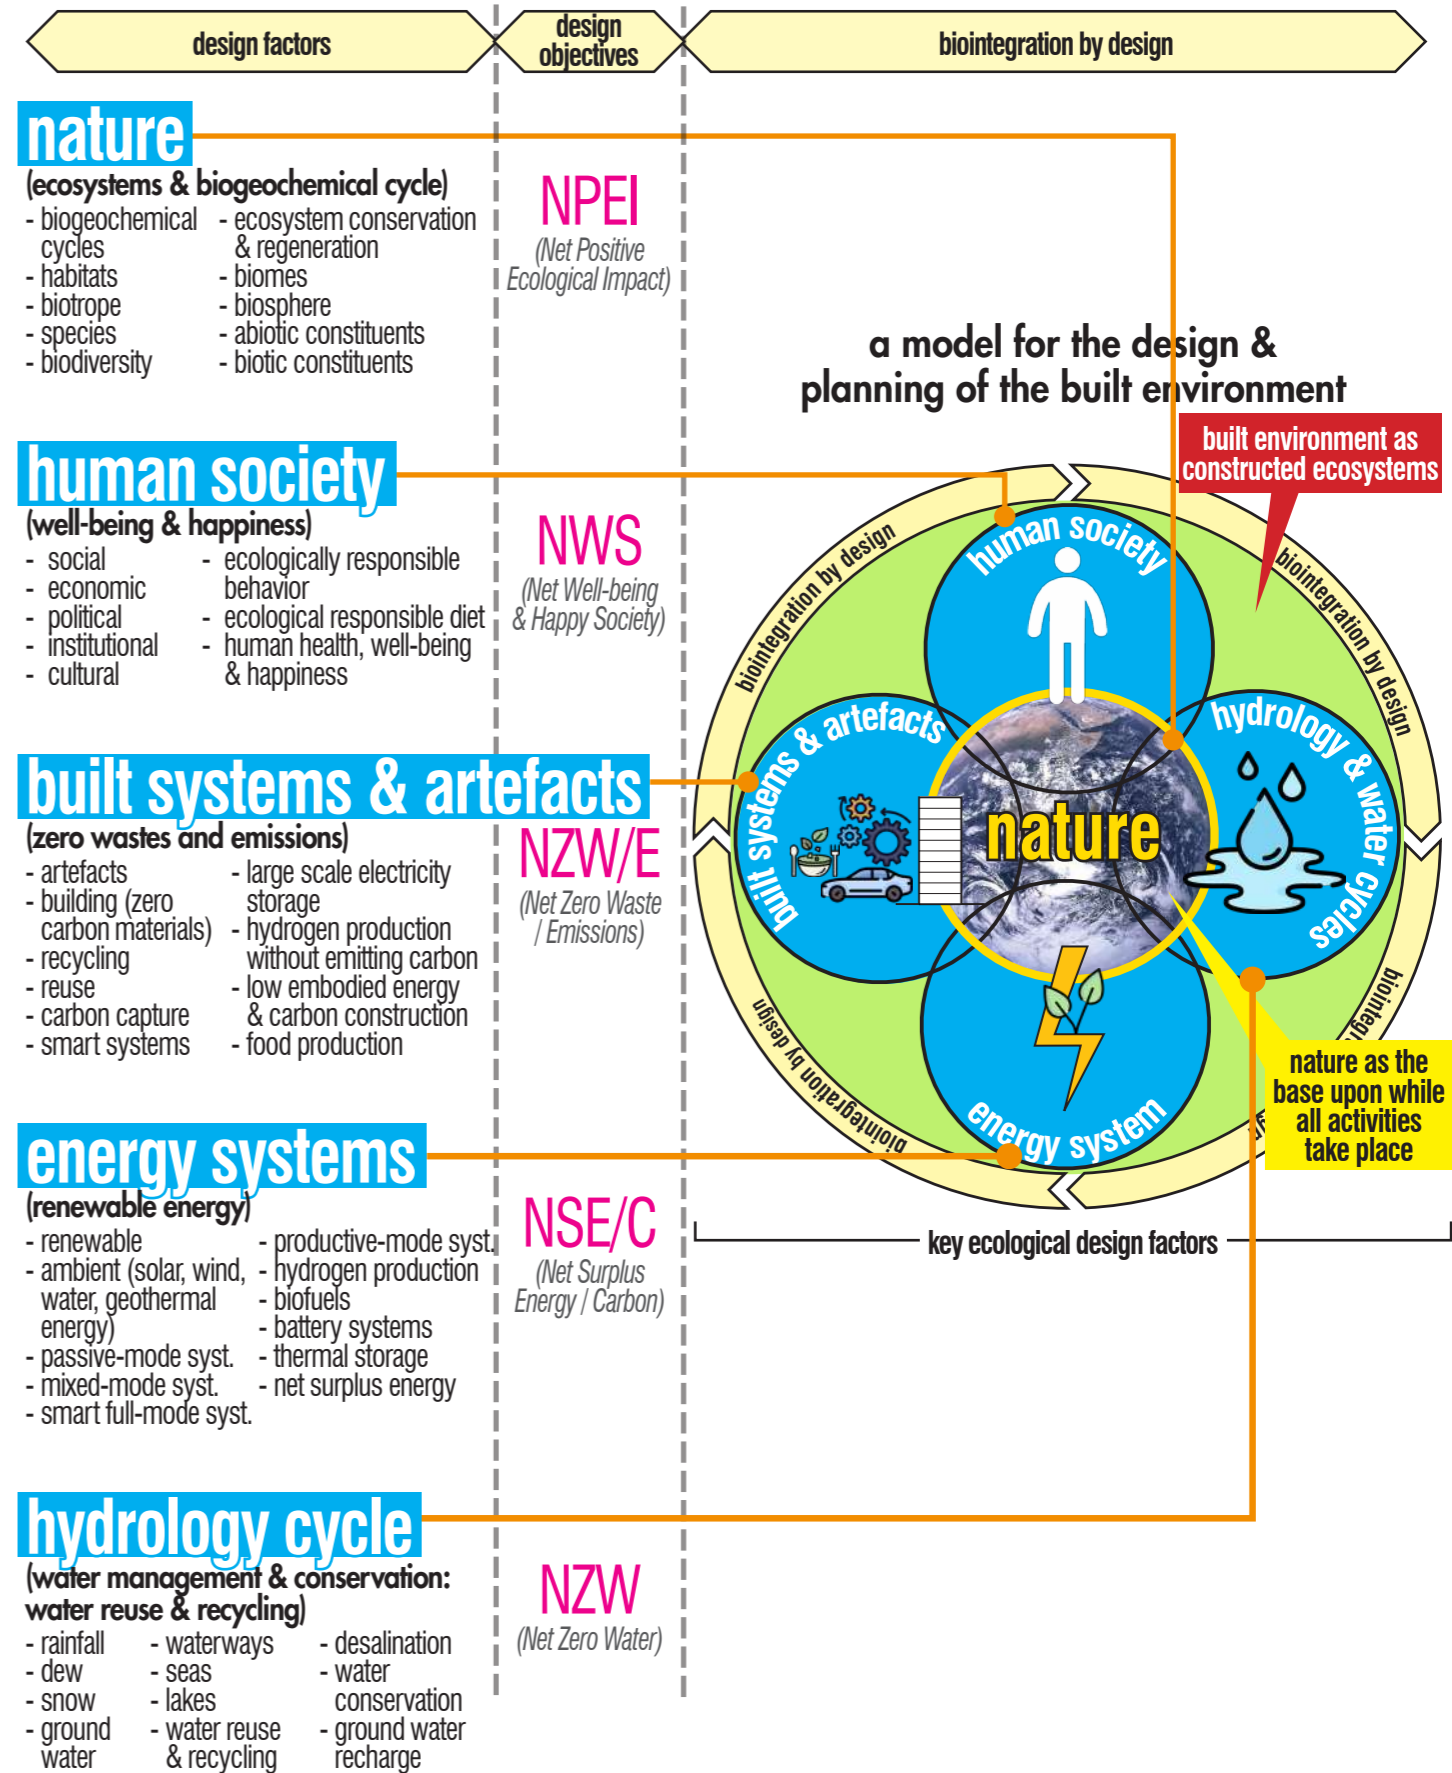 design factors
design
objectives
biointegration by design
nature
(ecosystems & biogeochemical cycle)
- biogeochemical
cycles
- habitats
- biotrope
- species
- biodiversity
- ecosystem conservation
& regeneration
- biomes
- biosphere
- abiotic constituents
- biotic constituents
NPEI
(Net Positive
Ecological Impact)
a model for the design &
planning of the built environment
built environment as
constructed ecosystems
human society
(well-being & happiness)
- social
- economic
- political
- institutional
- cultural
- ecologically responsible
behavior
- ecological responsible diet
- human health, well-being
& happiness
NWS
(Net Well-being
& Happy Society)
built systems & artefacts
(zero wastes and emissions)
- artefacts
- building (zero
carbon materials)
- recycling
- reuse
- carbon capture
- smart systems
- large scale electricity
storage
- hydrogen production
without emitting carbon
- low embodied energy
& carbon construction
- food production
NZW/E
(Net Zero Waste
/ Emissions)
biointegration by design
biointegration by design
human society
built systems & artefacts
hydrology & water cycles
nature
energy system
biointegration by design
biointegr
gn
nature as the
base upon while
all activities
take place
key ecological design factors
energy systems
(renewable energy)
- renewable
- ambient (solar, wind,
water, geothermal
energy)
- passive-mode syst.
- mixed-mode syst.
- smart full-mode syst.
- productive-mode syst.
- hydrogen production
- biofuels
- battery systems
- thermal storage
- net surplus energy
NSE/C
(Net Surplus
Energy / Carbon)
hydrology cycle
(water management & conservation:
water reuse & recycling)
- rainfall
- dew
- snow
- ground
water
- waterways
- seas
- lakes
- water reuse
& recycling
- desalination
- water
conservation
- ground water
recharge
NZW
(Net Zero Water)